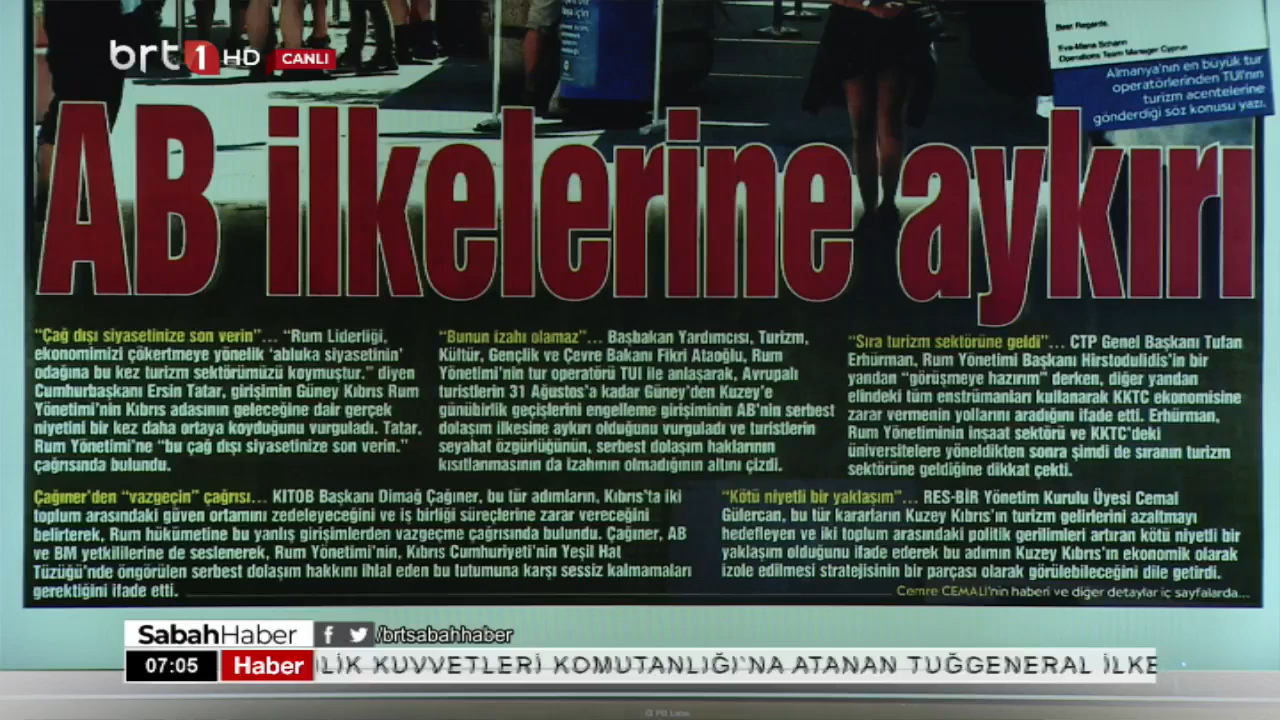 brt 1 HD CANLI
için
Best Regards,
Eva-Maria Schann
Operations Team Manager Cyprus
Almanya'nın en büyük tur
operatörlerinden TUI'nin
turizm acentelerine
gönderdiği söz konusu yazı.
AB ilkelerine aykırı
“Çağ dışı siyasetinize son verin”... “Rum Liderliği,
ekonomimizi çökertmeye yönelik ‘abluka siyasetinin’
odağına bu kez turizm sektörümüzü koymuştur.” diyen
Cumhurbaşkanı Ersin Tatar, girişimin Güney Kıbrıs Rum
Yönetimi’nin Kıbrıs adasının geleceğine dair gerçek
niyetini bir kez daha ortaya koyduğunu vurguladı. Tatar,
Rum Yönetimi’ne “bu çağ dışı siyasetinize son verin.”
çağrısında bulundu.
“Bunun izahı olamaz”... Başbakan Yardımcısı, Turizm,
Kültür, Gençlik ve Çevre Bakanı Fikri Ataoğlu, Rum
Yönetimi’nin tur operatörü TUI ile anlaşarak, Avrupalı
turistlerin 31 Ağustos’a kadar Güney’den Kuzey’e
günübirlik geçişlerini engelleme girişiminin AB’nin serbest
dolaşım ilkesine aykırı olduğunu vurguladı ve turistlerin
seyahat özgürlüğünün, serbest dolaşım haklarının
kısıtlanmasının da izahının olmadığının altını çizdi.
“Sıra turizm sektörüne geldi”... CTP Genel Başkanı Tufan
Erhürman, Rum Yönetimi Başkanı Hirstodulidis’in bir
yandan “görüşmeye hazırım” derken, diğer yandan
elindeki tüm enstrümanları kullanarak KKTC ekonomisine
zarar vermenin yollarını aradığını ifade etti. Erhürman,
Rum Yönetiminin inşaat sektörü ve KKTC’deki
üniversitelere yöneldikten sonra şimdi de sıranın turizm
sektörüne geldiğine dikkat çekti.
Çağıner’den “vazgeçin” çağrısı... KITOB Başkanı Dimağ Çağıner, bu tür adımların, Kıbrıs’ta iki
toplum arasındaki güven ortamını zedeleyeceğini ve iş birliği süreçlerine zarar vereceğini
belirterek, Rum hükümetine bu yanlış girişimlerden vazgeçme çağrısında bulundu. Çağıner, AB
ve BM yetkililerine de seslenerek, Rum Yönetimi’nin, Kıbrıs Cumhuriyeti’nin Yeşil Hat
Tüzüğü’nde öngörülen serbest dolaşım hakkını ihlal eden bu tutumuna karşı sessiz kalmamaları
gerektiğini ifade etti.
“Kötü niyetli bir yaklaşım”... RES-BİR Yönetim Kurulu Üyesi Cemal
Gülercan, bu tür kararların Kuzey Kıbrıs’ın turizm gelirlerini azaltmayı
hedefleyen ve iki toplum arasındaki politik gerilimleri artıran kötü niyetli bir
yaklaşım olduğunu ifade ederek bu adımın Kuzey Kıbrıs’ın ekonomik olarak
izole edilmesi stratejisinin bir parçası olarak görülebileceğini dile getirdi.
Cemre CEMALİ’nin haberi ve diğer detaylar iç sayfalarda...
SabahHaber /brtsabahhaber
07:05 Haber LİK KUVVETLERİ KOMUTANLIĞI'NA ATANAN TUĞGENERAL İLKE